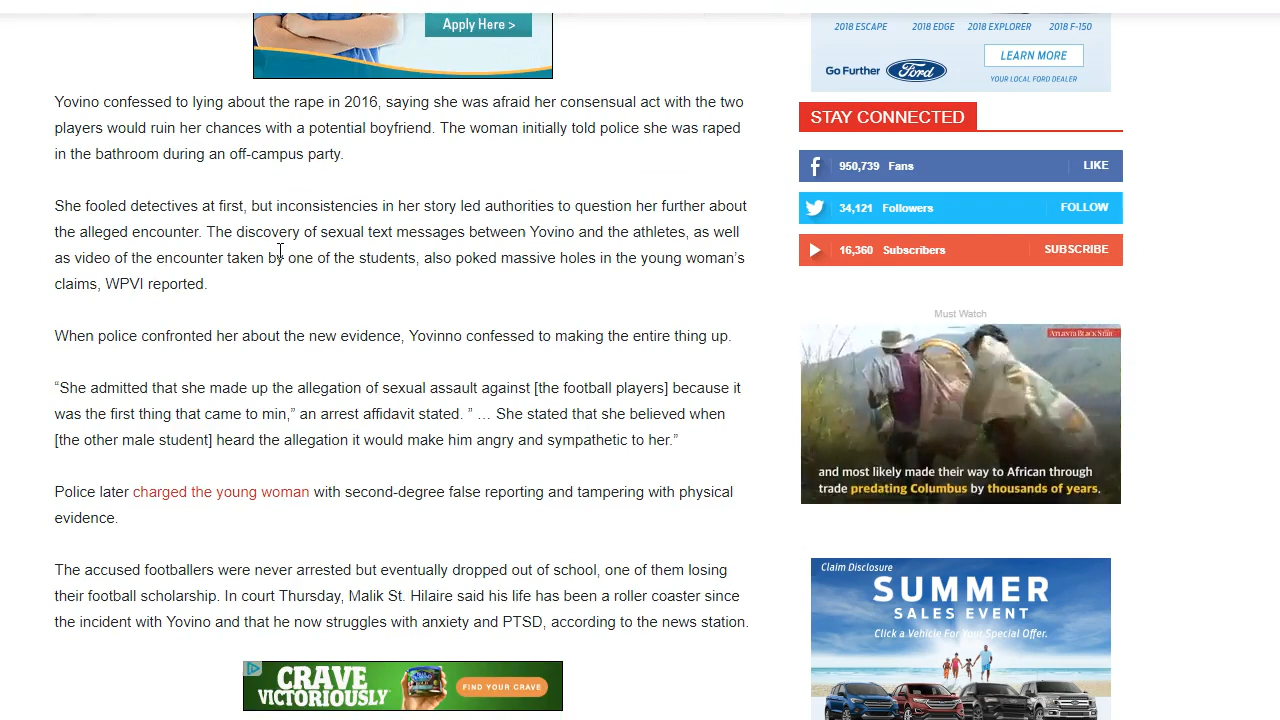 Apply Here >
Yovino confessed to lying about the rape in 2016, saying she was afraid her consensual act with the two
players would ruin her chances with a potential boyfriend. The woman initially told police she was raped
in the bathroom during an off-campus party.
She fooled detectives at first, but inconsistencies in her story led authorities to question her further about
the alleged encounter. The discovery of sexual text messages between Yovino and the athletes, as well
as video of the encounter taken by one of the students, also poked massive holes in the young woman’s
claims, WPVI reported.
When police confronted her about the new evidence, Yovinno confessed to making the entire thing up.
“She admitted that she made up the allegation of sexual assault against [the football players] because it
was the first thing that came to min,” an arrest affidavit stated. ” … She stated that she believed when
[the other male student] heard the allegation it would make him angry and sympathetic to her.”
Police later charged the young woman with second-degree false reporting and tampering with physical
evidence.
The accused footballers were never arrested but eventually dropped out of school, one of them losing
their football scholarship. In court Thursday, Malik St. Hilaire said his life has been a roller coaster since
the incident with Yovino and that he now struggles with anxiety and PTSD, according to the news station.
CRAVE
VICTORIOUSLY
FIND YOUR CRAVE
2018 ESCAPE 2018 EDGE 2018 EXPLORER 2018 F-150
LEARN MORE
Go Further Ford
YOUR LOCAL FORD DEALER
STAY CONNECTED
950,739 Fans LIKE
34,121 Followers FOLLOW
16,360 Subscribers SUBSCRIBE
Must Watch
ATLANTA BLACK STAR
and most likely made their way to African through
trade predating Columbus by thousands of years.
Claim Disclosure
SUMMER
SALES EVENT
Click a Vehicle For Your Special Offer.